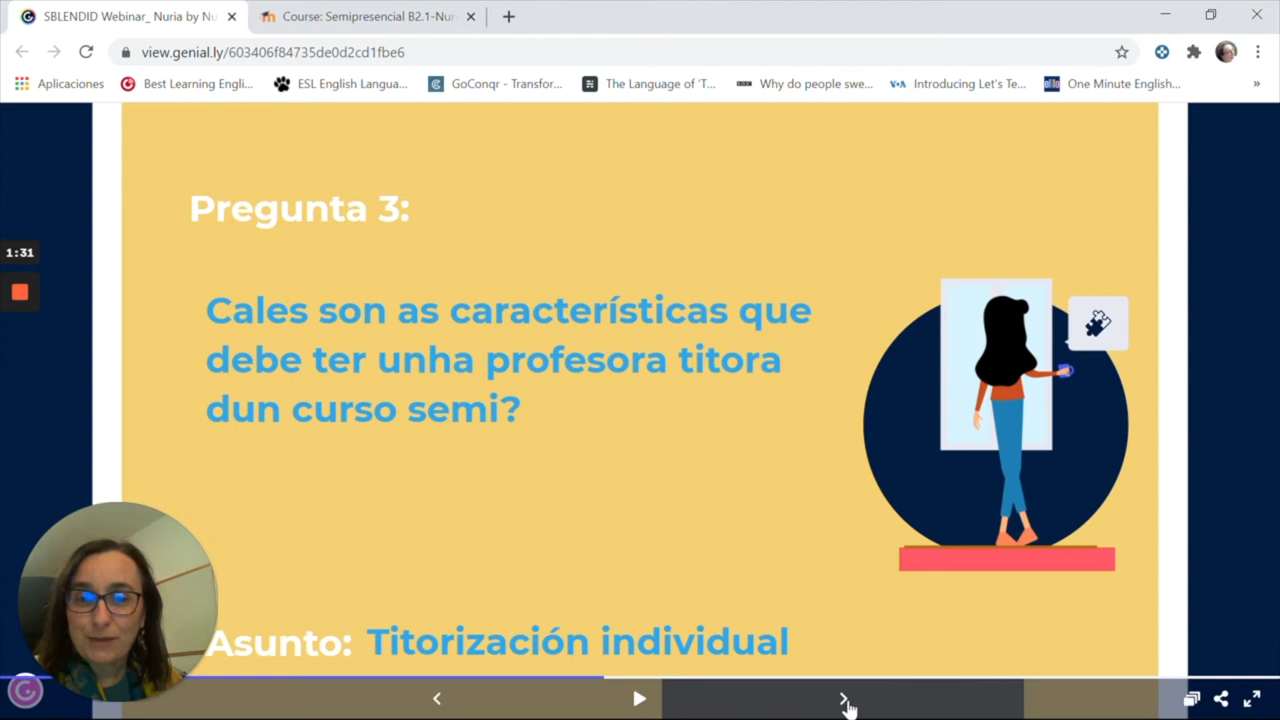 SBLENDID Webinar_ Nuria by Nu
Course: Semipresencial B2.1-Nur
view.genial.ly/603406f84735de0d2cd1fbe6
Aplicaciones
Best Learning Engli...
ESL English Langua...
GoConqr - Transfor...
The Language of 'T...
BBC
Why do people swe...
VOA
Introducing Let's Te...
One Minute English...
Pregunta 3:
1:31
Cales son as características que
debe ter unha profesora titora
dun curso semi?
Asunto: Titorización individual